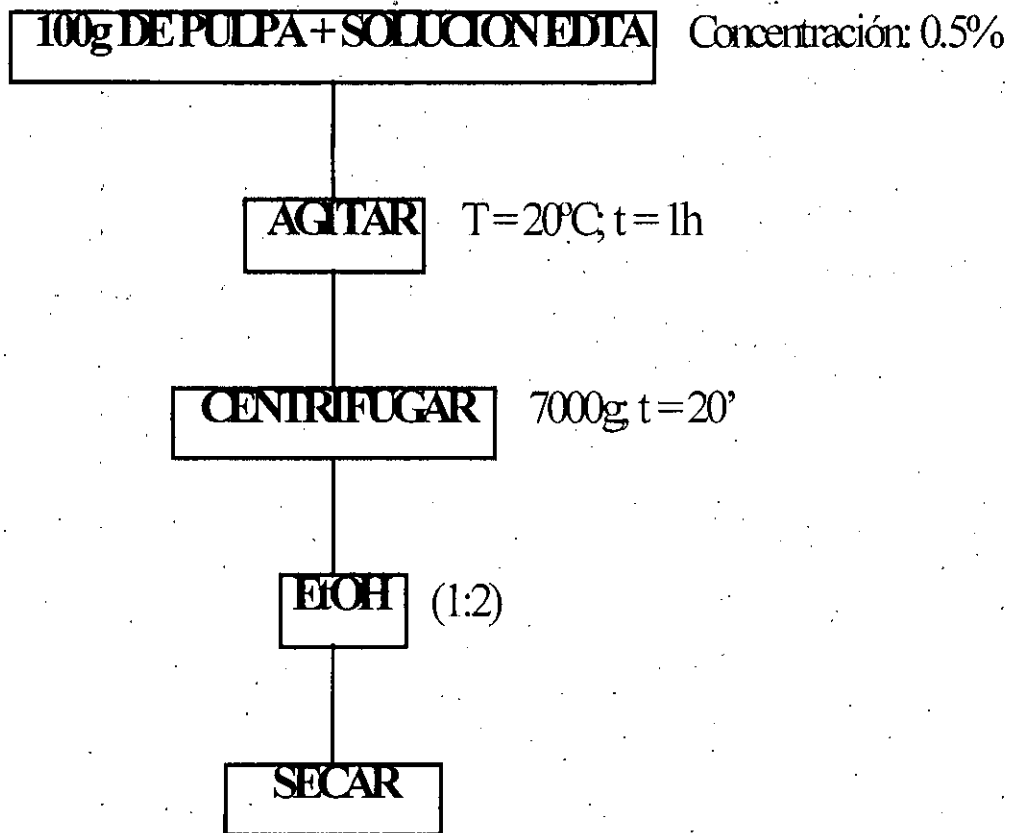 100g DE PULPA + SOLUCION EDTA Concentración: 0.5%
AGITAR T = 20ºC; t = 1h
CENTRIFUGAR 7000g; t = 20’
EtOH (1:2)
SECAR